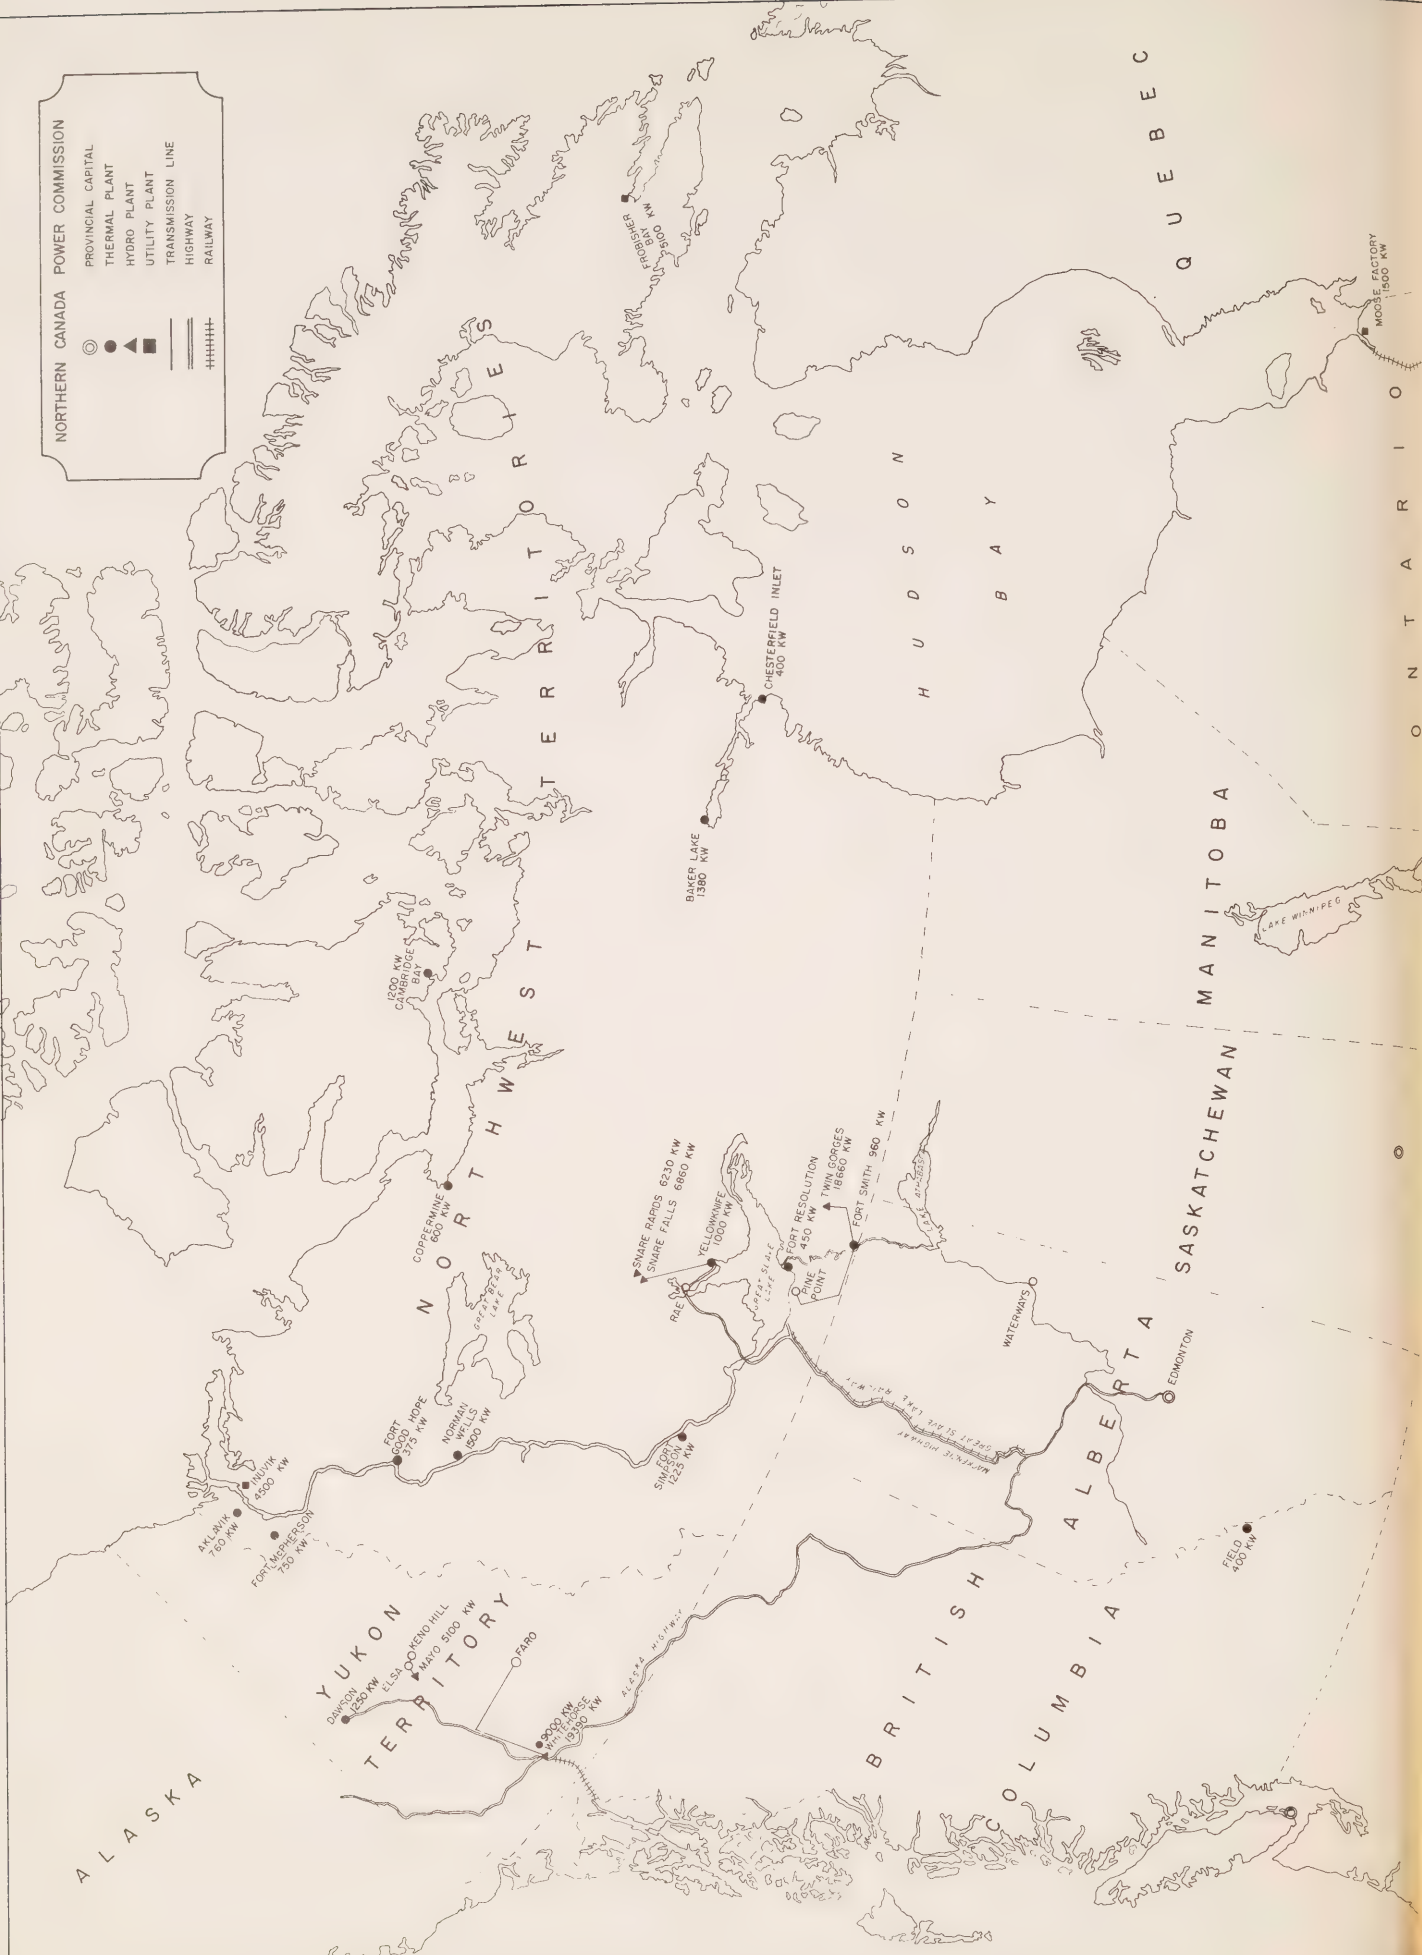 NORTHERN CANADA POWER COMMISSION
PROVINCIAL CAPITAL
THERMAL PLANT
HYDRO PLANT
UTILITY PLANT
TRANSMISSION LINE
HIGHWAY
RAILWAY
ALASKA
YUKON
TERRITORY
DAWSON
1250 KW
ELSA
KENO HILL
MAYO 5100 KW
FARO
9000 KW
WHITEHORSE
19390 KW
ALASKA HIGHWAY
AKLAVIK
760 KW
INUVIK
4500 KW
FORT McPHERSON
750 KW
FORT
GOOD HOPE
375 KW
NORMAN
WELLS
1500 KW
FORT
SIMPSON
1225 KW
NORTHWEST
TERRITORIES
COPPERMINE
600 KW
GREAT BEAR
LAKE
1200 KW
CAMBRIDGE
BAY
SNARE RAPIDS 6230 KW
SNARE FALLS 6860 KW
YELLOWKNIFE
1000 KW
RAE
GREAT SLAVE
LAKE
FORT RESOLUTION
450 KW
PINE
POINT
TWIN GORGES
18660 KW
FORT SMITH 960 KW
LAKE ATHABASCA
BAKER LAKE
1380 KW
CHESTERFIELD INLET
400 KW
FROBISHER
BAY
5100 KW
HUDSON
BAY
QUEBEC
MOOSE FACTORY
1500 KW
ONTARIO
MANITOBA
LAKE WINNIPEG
SASKATCHEWAN
ALBERTA
WATERWAYS
EDMONTON
GREAT SLAVE LAKE RAILWAY
MACKENZIE HIGHWAY
GREAT SLAVE
BRITISH
COLUMBIA
FIELD
400 KW